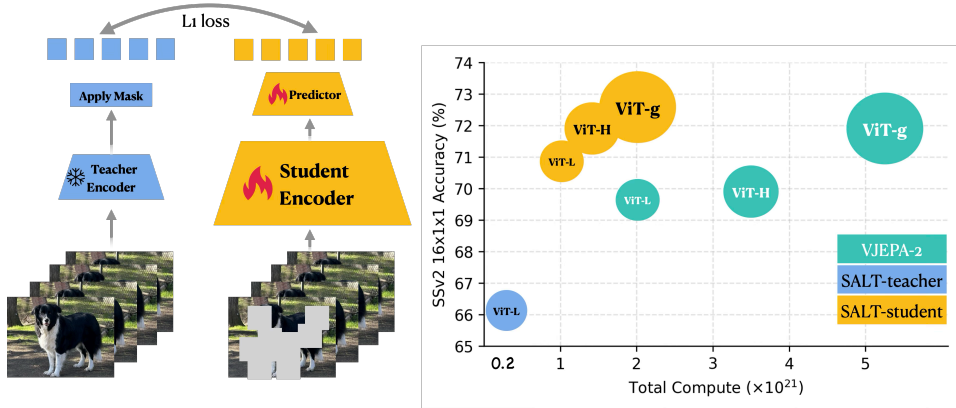 L1 loss
Apply Mask
Predictor
Teacher
Encoder
Student
Encoder
SSv2 16x1x1x1 Accuracy (%)
74
73
72
71
70
69
68
67
66
65
ViT-g
ViT-H
ViT-L
ViT-g
ViT-H
ViT-L
ViT-L
VJEPA-2
SALT-teacher
SALT-student
0.2
1
2
3
4
5
Total Compute (×10²¹)